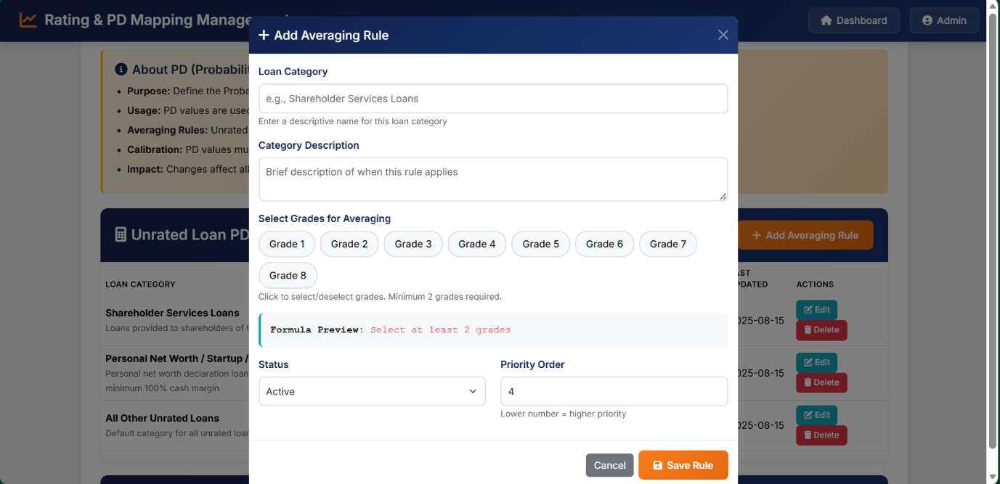 Rating & PD Mapping Manage
Dashboard
Admin
Add Averaging Rule
About PD (Probabilit
• Purpose: Define the Proba
• Usage: PD values are used
• Averaging Rules: Unrated
• Calibration: PD values mu
• Impact: Changes affect all
Loan Category
e.g., Shareholder Services Loans
Enter a descriptive name for this loan category
Category Description
Brief description of when this rule applies
Select Grades for Averaging
Grade 1
Grade 2
Grade 3
Grade 4
Grade 5
Grade 6
Grade 7
Grade 8
Click to select/deselect grades. Minimum 2 grades required.
Formula Preview: Select at least 2 grades
Status
Active
Priority Order
4
Lower number = higher priority
Cancel
Save Rule
Unrated Loan PD
+ Add Averaging Rule
LOAN CATEGORY
AST
PDATED
ACTIONS
Shareholder Services Loans
Loans provided to shareholders of t
025-08-15
Edit
Delete
Personal Net Worth / Startup /
Personal net worth declaration loan
minimum 100% cash margin
025-08-15
Edit
Delete
All Other Unrated Loans
Default category for all unrated loan
025-08-15
Edit
Delete